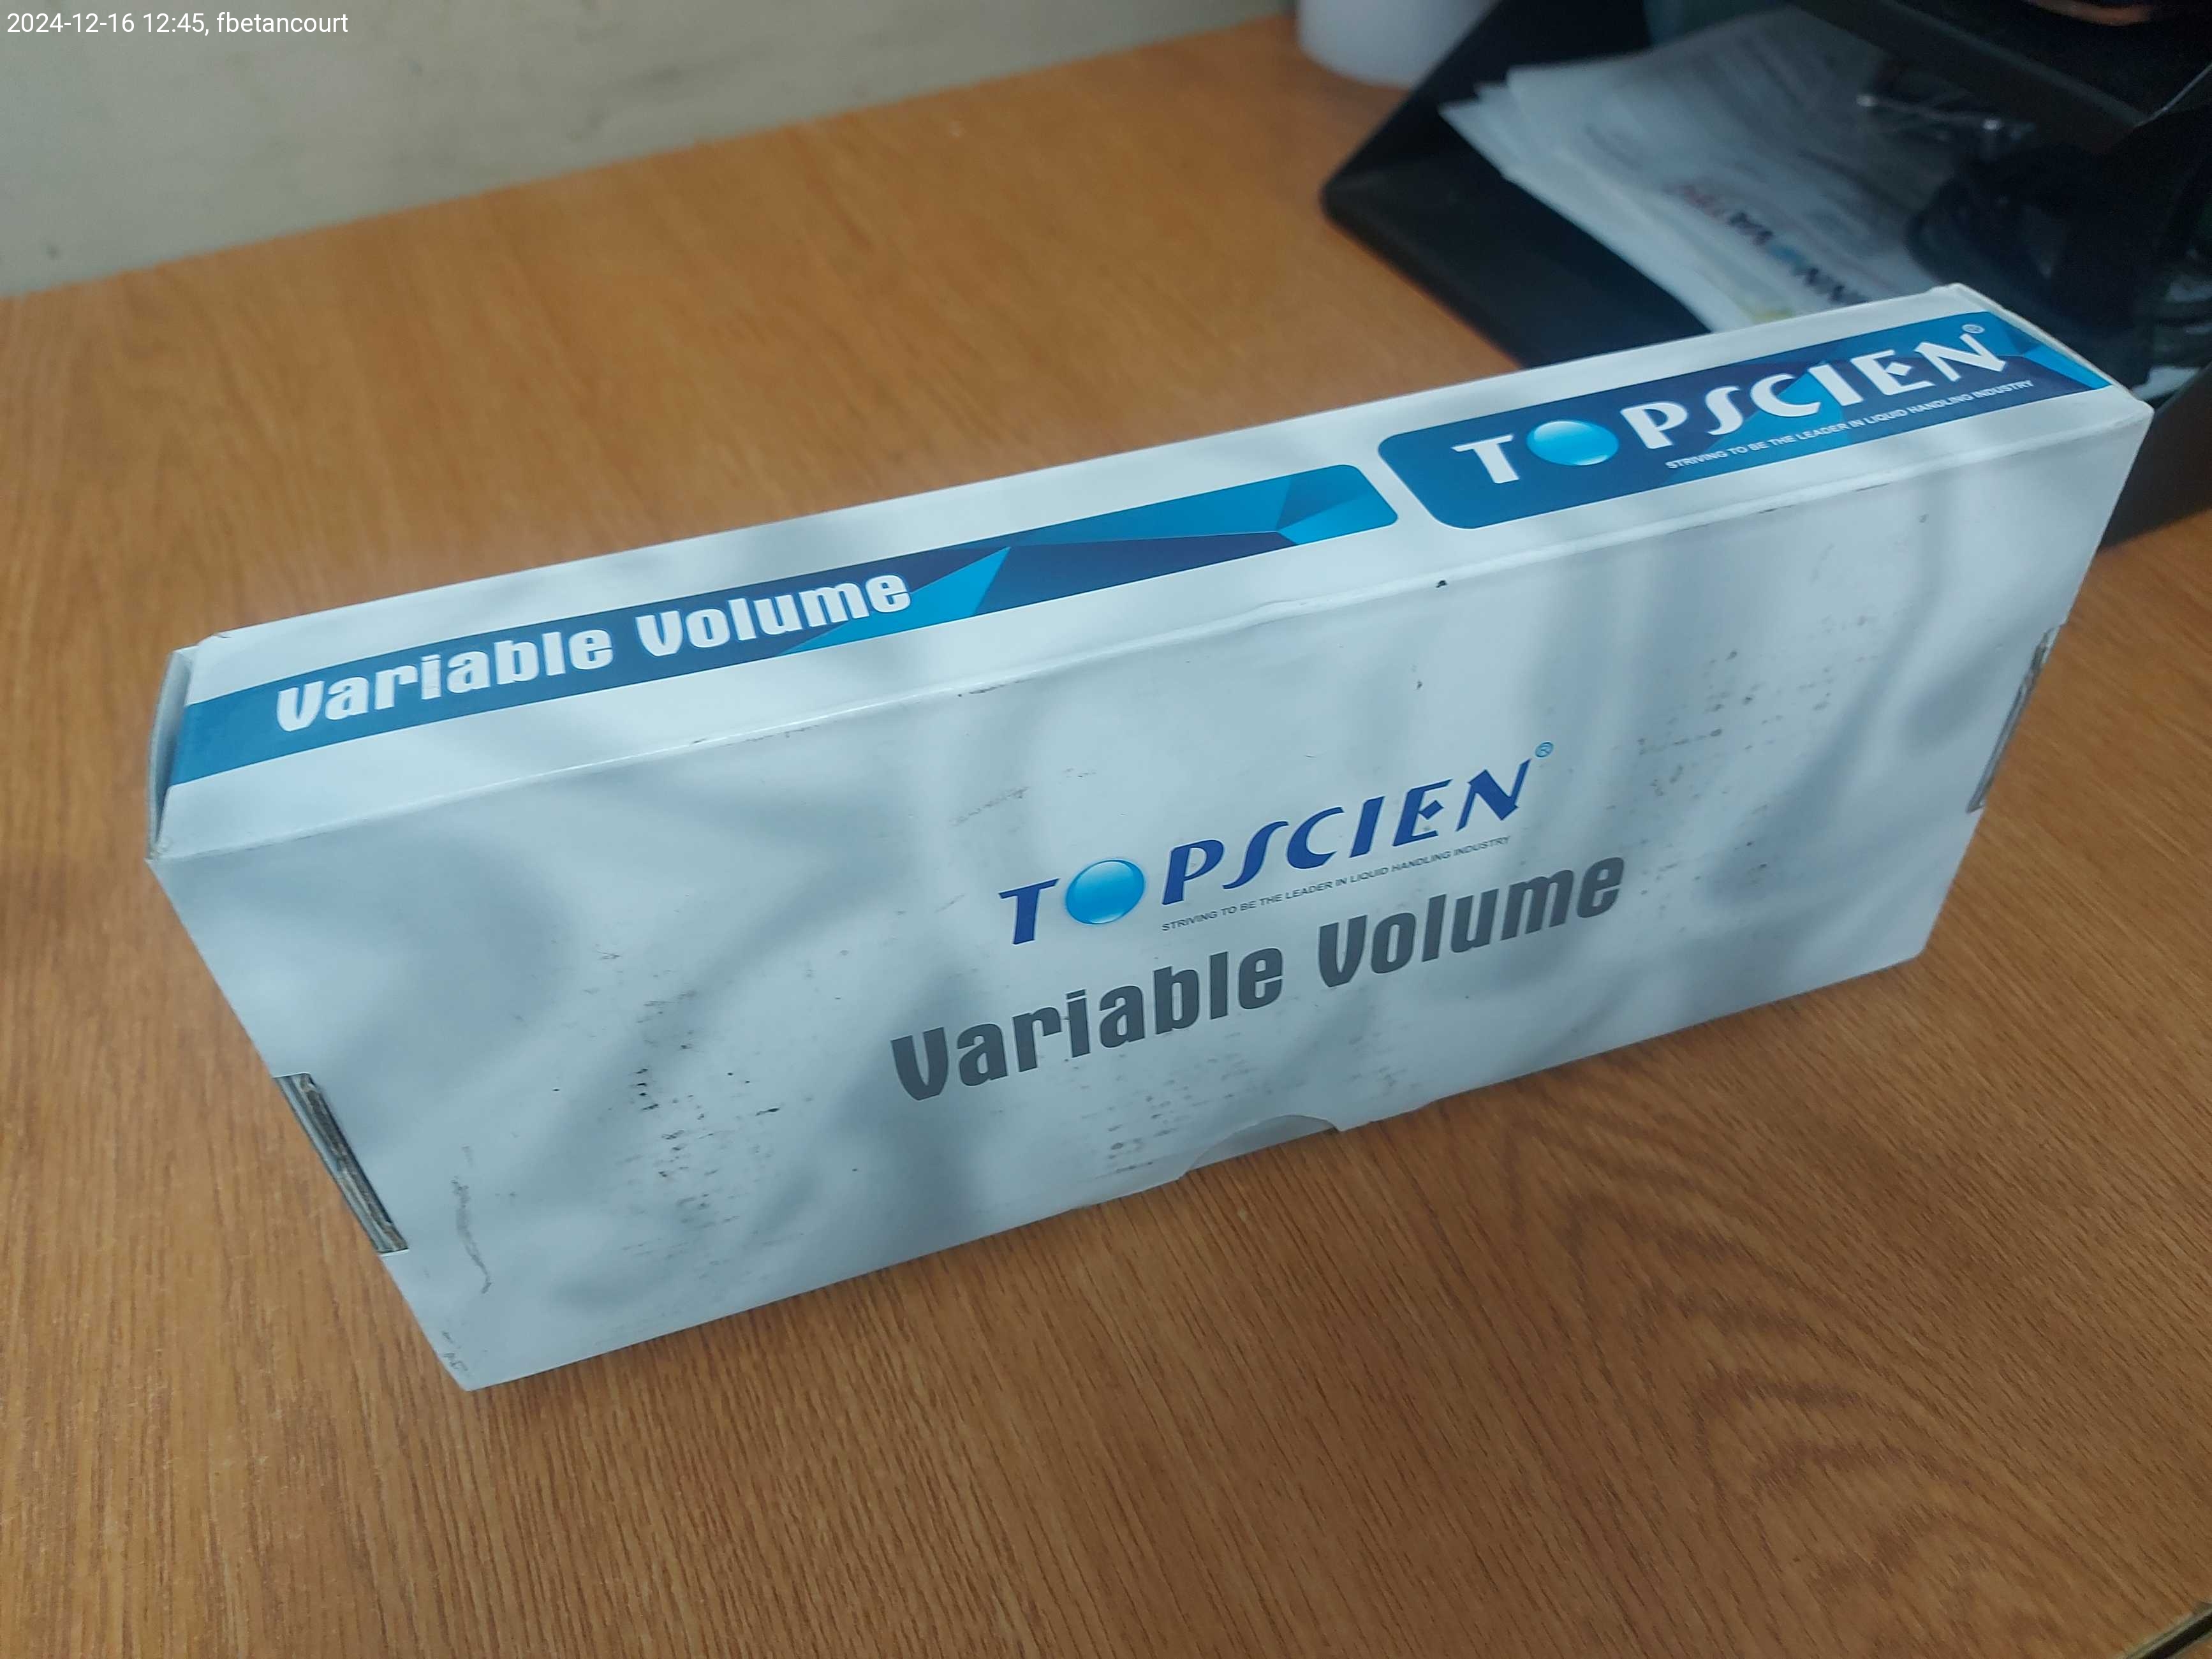 2024-12-16 12:45, fbetancourt
TOPSCIEN®
STRIVING TO BE THE LEADER IN LIQUID HANDLING INDUSTRY
Variable Volume
TOPSCIEN®
STRIVING TO BE THE LEADER IN LIQUID HANDLING INDUSTRY
Variable Volume